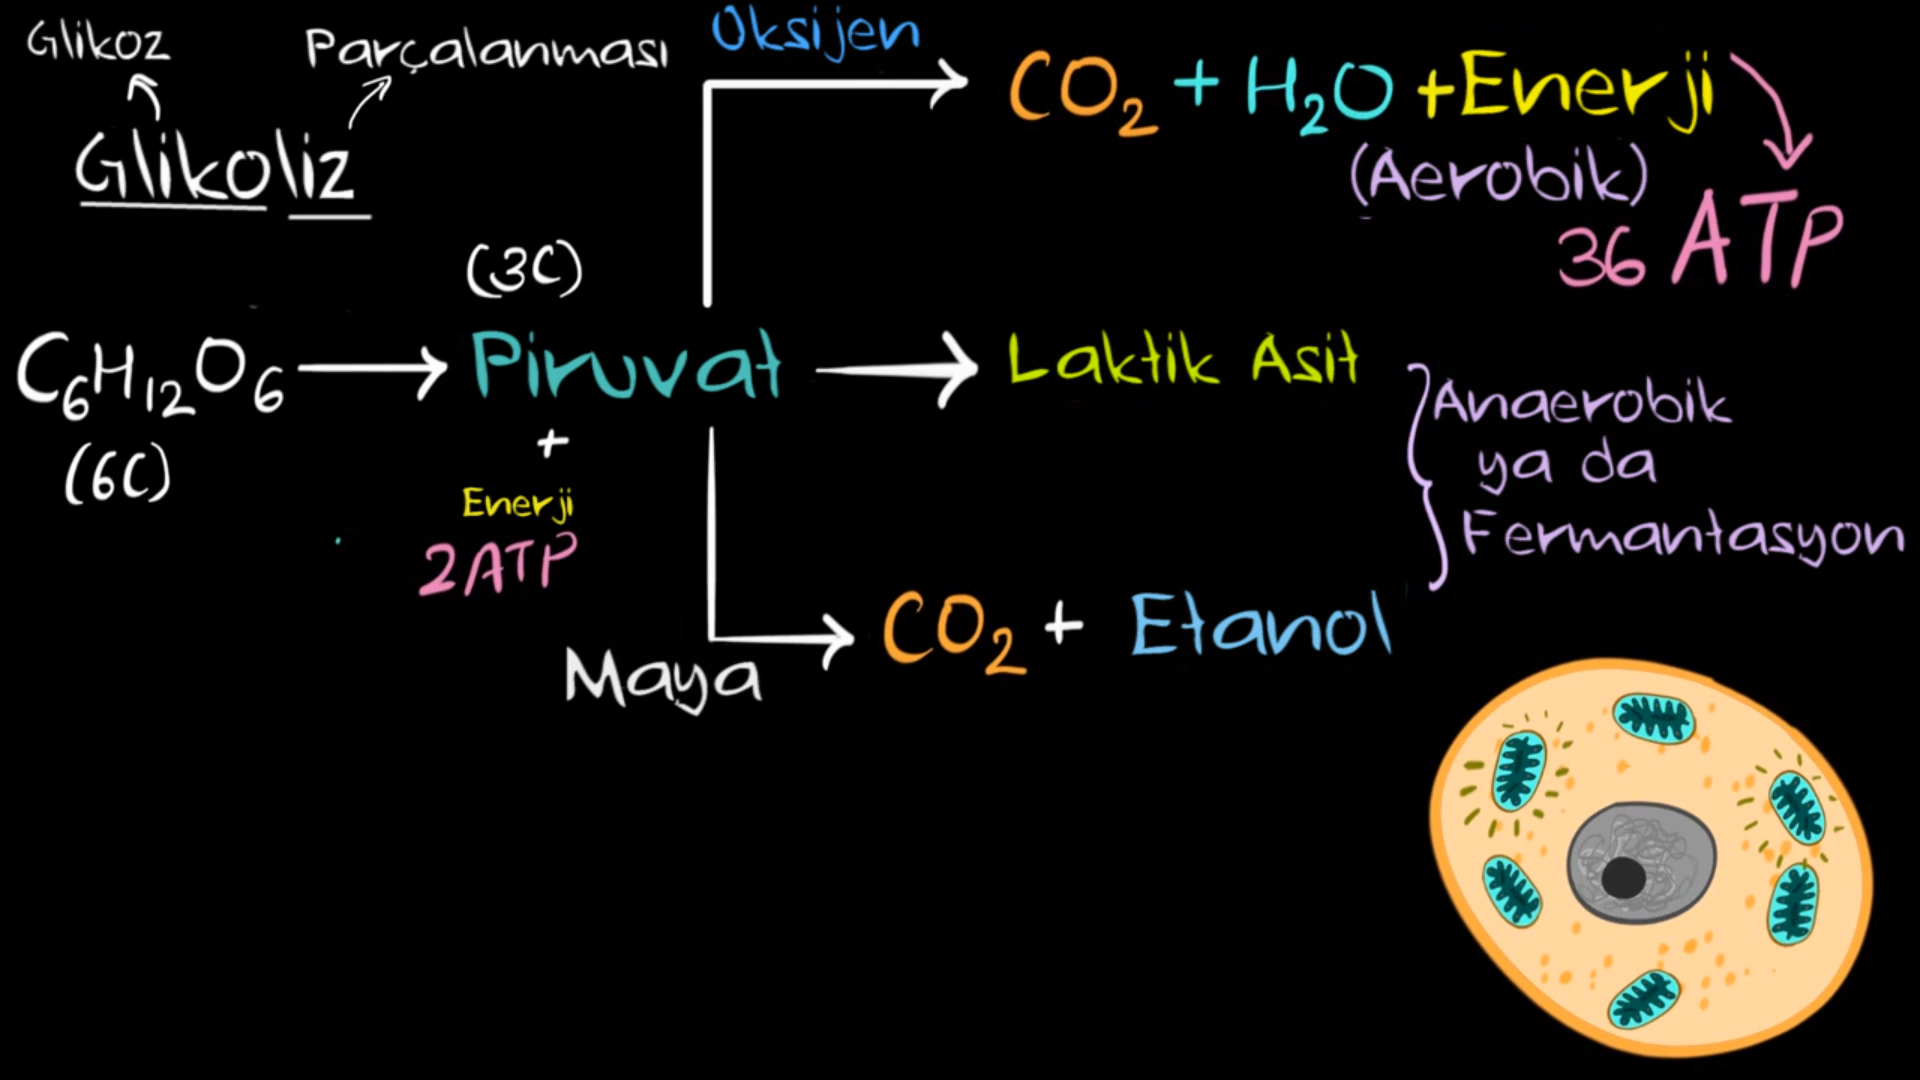 Glikoz
Parçalanması
Glikoliz
Oksijen
CO₂ + H₂O + Enerji
(Aerobik)
36 ATP
(3C)
C₆H₁₂O₆
Piruvat
Laktik Asit
(6C)
+
Enerji
2ATP
Anaerobik
ya da
Fermantasyon
Maya
CO₂ + Etanol